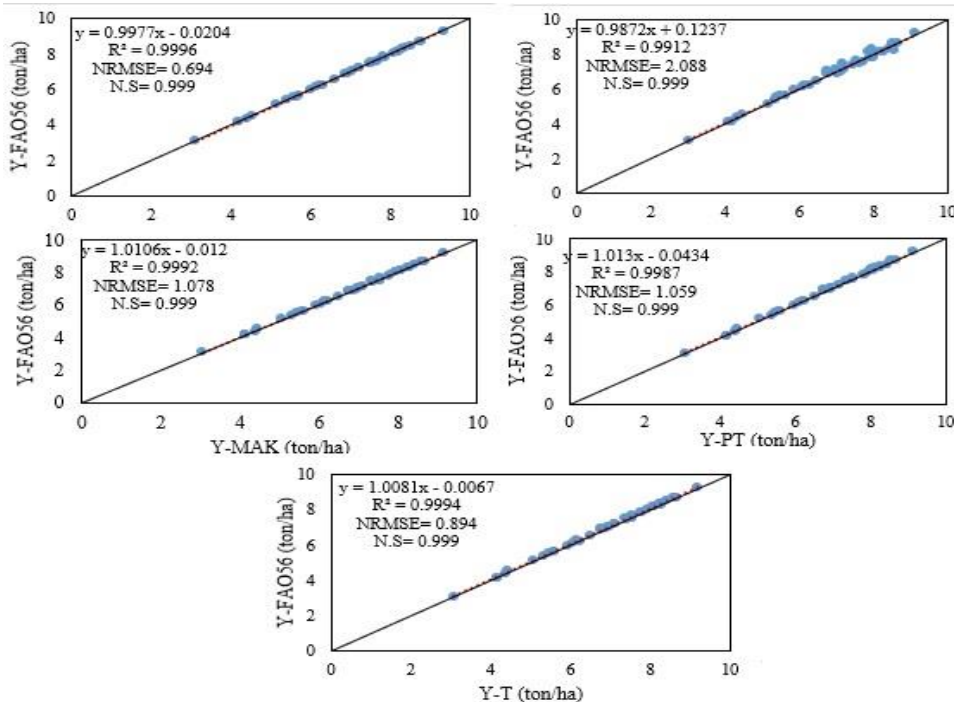 10
8
6
4
2
0
Y-FAO56 (ton/ha)
y = 0.9977x - 0.0204
R² = 0.9996
NRMSE= 0.694
N.S= 0.999
0 2 4 6 8 10
10
8
6
4
2
0
Y-FAO56 (ton/ha)
y = 0.9872x + 0.1237
R² = 0.9912
NRMSE= 2.088
N.S= 0.999
0 2 4 6 8 10
10
8
6
4
2
0
Y-FAO56 (ton/ha)
y = 1.0106x - 0.012
R² = 0.9992
NRMSE= 1.078
N.S= 0.999
0 2 4 6 8 10
Y-MAK (ton/ha)
10
8
6
4
2
0
Y-FAO56 (ton/ha)
y = 1.013x - 0.0434
R² = 0.9987
NRMSE= 1.059
N.S= 0.999
0 2 4 6 8 10
Y-PT (ton/ha)
10
8
6
4
2
0
Y-FAO56 (ton/ha)
y = 1.0081x - 0.0067
R² = 0.9994
NRMSE= 0.894
N.S= 0.999
0 2 4 6 8 10
Y-T (ton/ha)